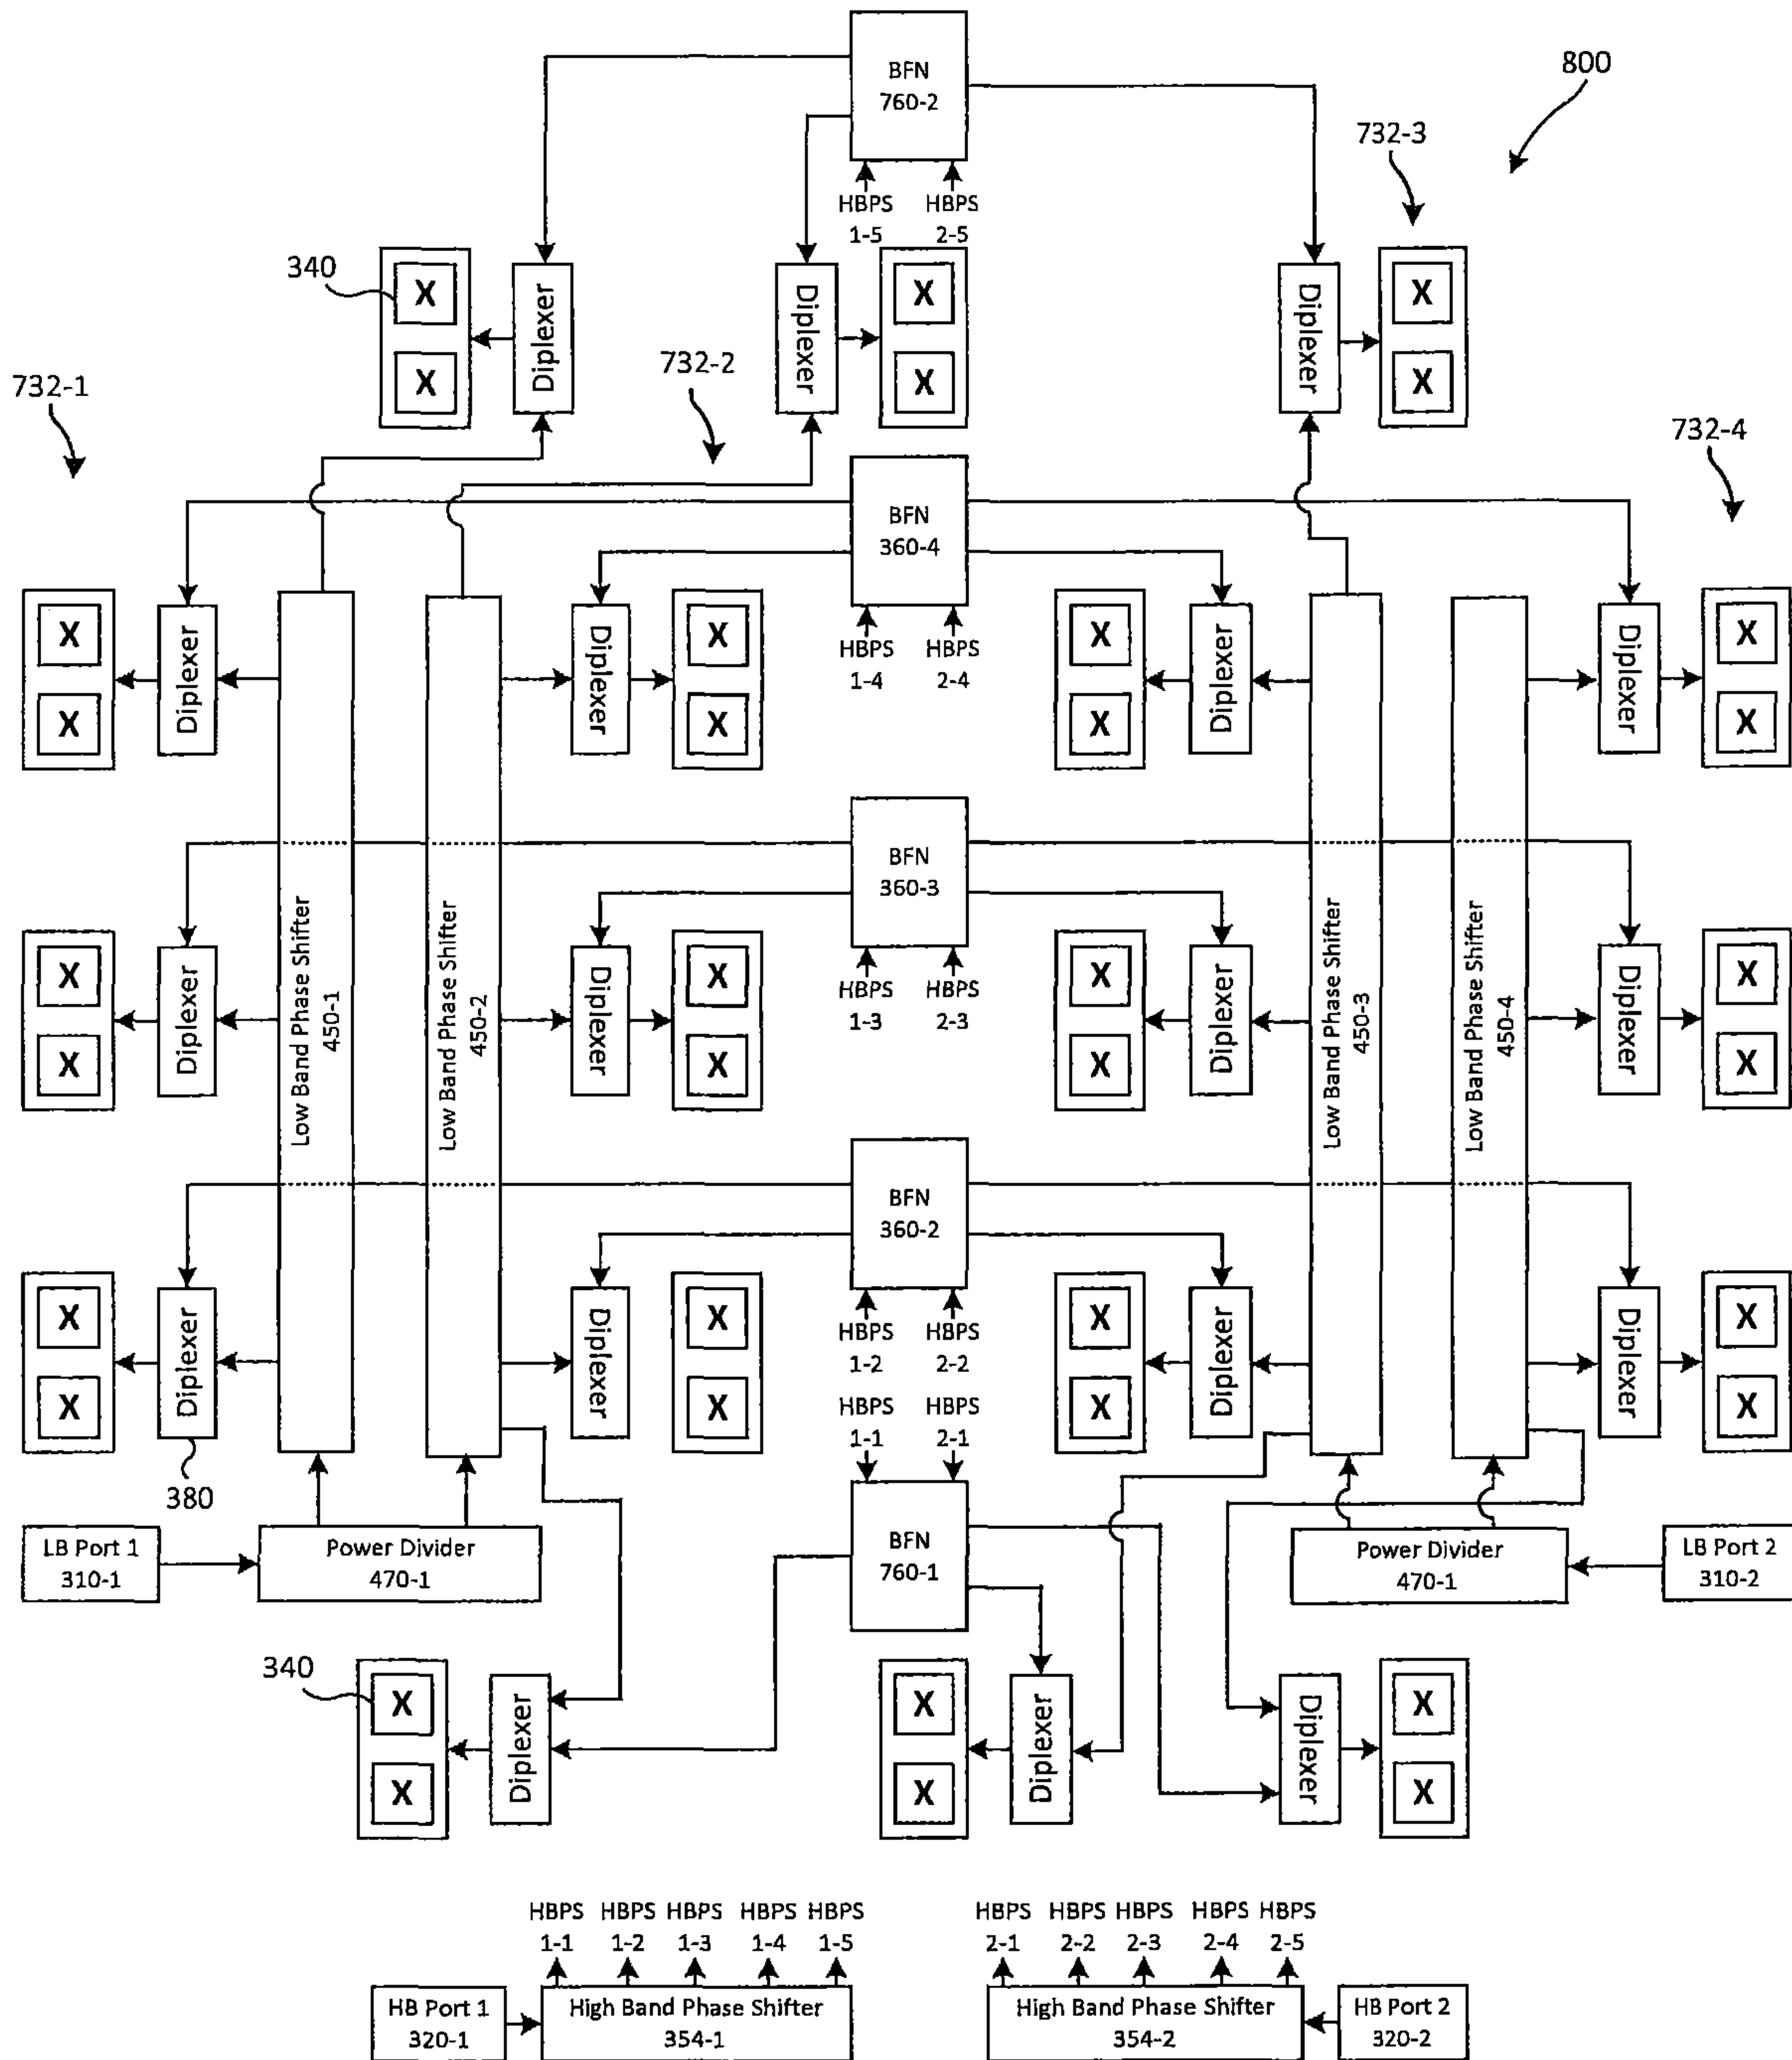 800
BFN
760-2
732-3
HBPS HBPS
1-5 2-5
340
X
X
Diplexer
Diplexer
X
X
Diplexer
X
X
732-1
732-2
732-4
BFN
360-4
HBPS HBPS
1-4 2-4
X
X
Diplexer
Diplexer
X
X
X
X
Diplexer
Diplexer
X
X
BFN
360-3
HBPS HBPS
1-3 2-3
X
X
Diplexer
Low Band Phase Shifter
450-1
Low Band Phase Shifter
450-2
Diplexer
X
X
X
X
Diplexer
Low Band Phase Shifter
450-3
Low Band Phase Shifter
450-4
Diplexer
X
X
BFN
360-2
HBPS HBPS
1-2 2-2
X
X
Diplexer
380
Diplexer
X
X
X
X
Diplexer
Diplexer
X
X
HBPS HBPS
1-1 2-1
BFN
760-1
LB Port 1
310-1
Power Divider
470-1
Power Divider
470-1
LB Port 2
310-2
340
X
X
Diplexer
X
X
Diplexer
Diplexer
X
X
HBPS HBPS HBPS HBPS HBPS
1-1 1-2 1-3 1-4 1-5
HBPS HBPS HBPS HBPS HBPS
2-1 2-2 2-3 2-4 2-5
HB Port 1
320-1
High Band Phase Shifter
354-1
High Band Phase Shifter
354-2
HB Port 2
320-2